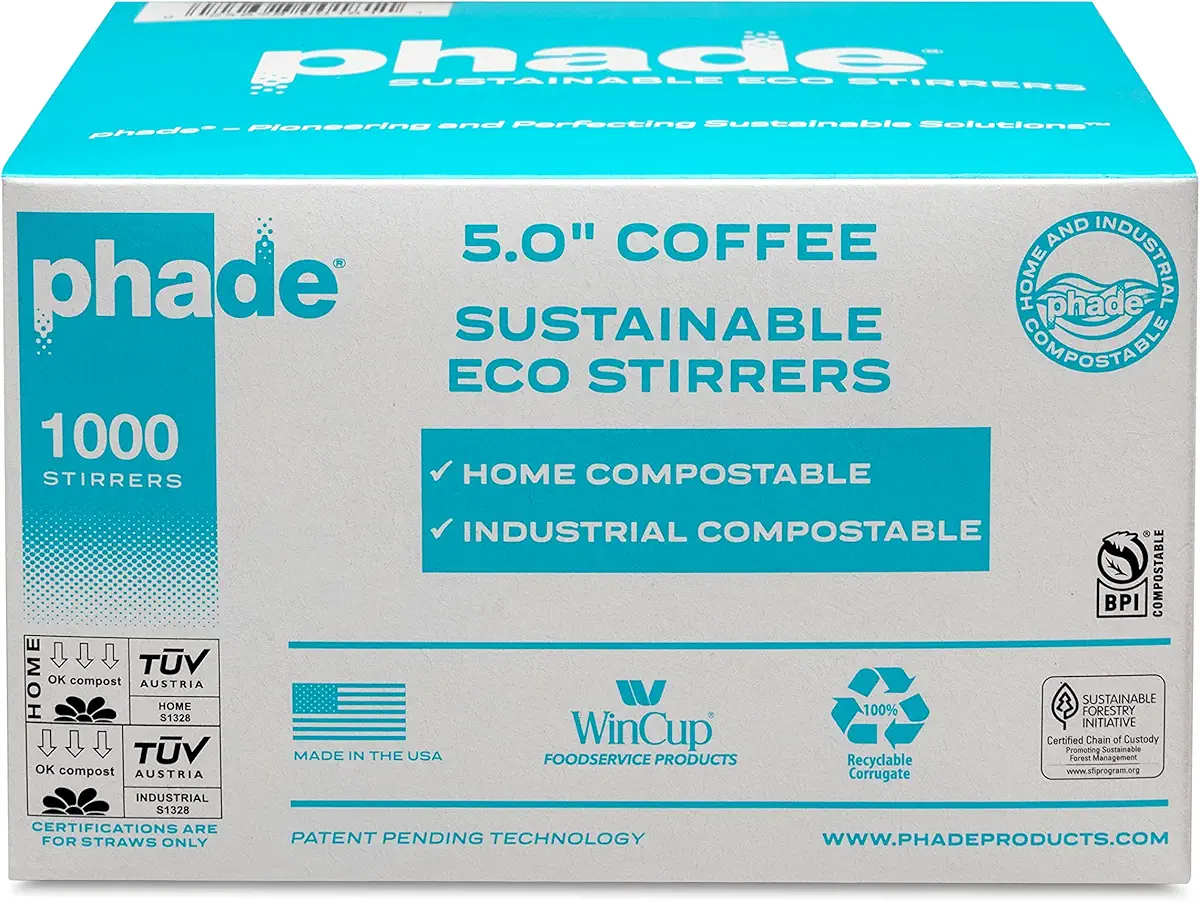 phade®
SUSTAINABLE ECO STIRRERS
phade® – Pioneering and Perfecting Sustainable Solutions™
phade®
1000
STIRRERS
5.0" COFFEE
SUSTAINABLE
ECO STIRRERS
✓ HOME COMPOSTABLE
✓ INDUSTRIAL COMPOSTABLE
HOME AND INDUSTRIAL
phade
COMPOSTABLE
BPI®
COMPOSTABLE
HOME
OK compost
TÜV
AUSTRIA
HOME
S1328
OK compost
TÜV
AUSTRIA
INDUSTRIAL
S1328
CERTIFICATIONS ARE
FOR STRAWS ONLY
MADE IN THE USA
WinCup®
FOODSERVICE PRODUCTS
100%
Recyclable
Corrugate
SUSTAINABLE
FORESTRY
INITIATIVE
Certified Chain of Custody
Promoting Sustainable
Forest Management
www.sfiprogram.org
PATENT PENDING TECHNOLOGY
WWW.PHADEPRODUCTS.COM